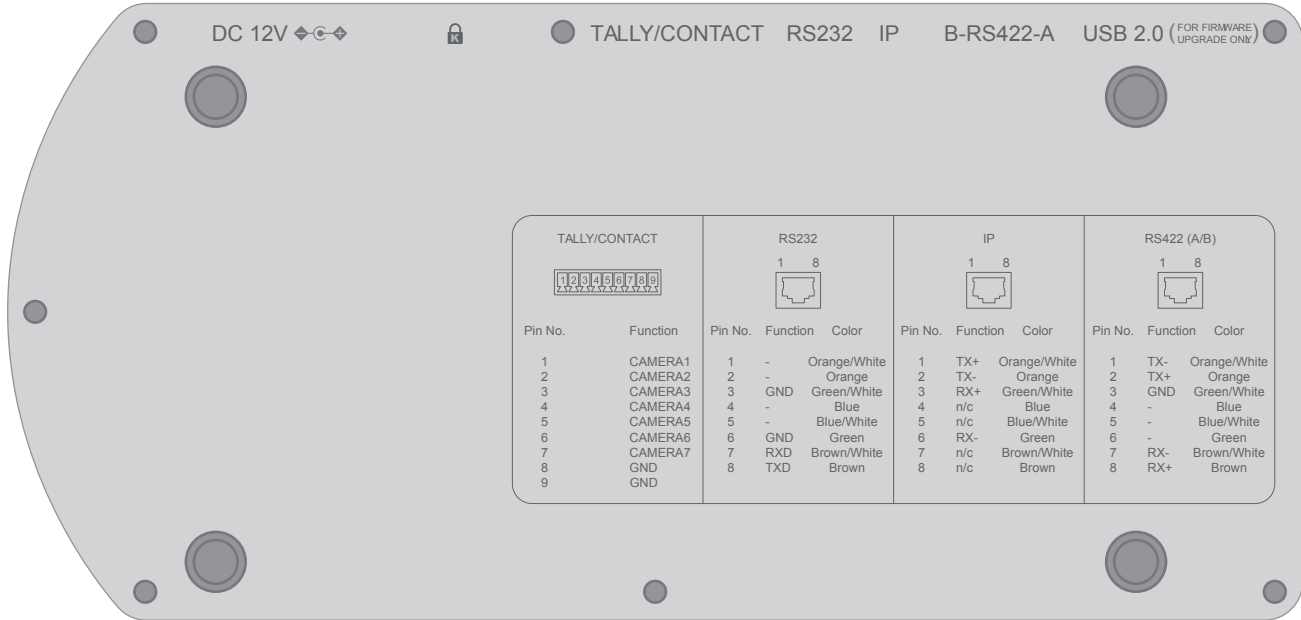 DC 12V K TALLY/CONTACT RS232 IP B-RS422-A USB 2.0 (FOR FIRMWARE UPGRADE ONLY)
TALLY/CONTACT RS232 IP RS422 (A/B)
1 8 1 8 1 8
1 2 3 4 5 6 7 8 9
Pin No. Function Pin No. Function Color Pin No. Function Color Pin No. Function Color
1 CAMERA1 1 - Orange/White 1 TX+ Orange/White 1 TX- Orange/White
2 CAMERA2 2 - Orange 2 TX- Orange 2 TX+ Orange
3 CAMERA3 3 GND Green/White 3 RX+ Green/White 3 GND Green/White
4 CAMERA4 4 - Blue 4 n/c Blue 4 - Blue
5 CAMERA5 5 - Blue/White 5 n/c Blue/White 5 - Blue/White
6 CAMERA6 6 GND Green 6 RX- Green 6 - Green
7 CAMERA7 7 RXD Brown/White 7 n/c Brown/White 7 RX- Brown/White
8 GND 8 TXD Brown 8 n/c Brown 8 RX+ Brown
9 GND